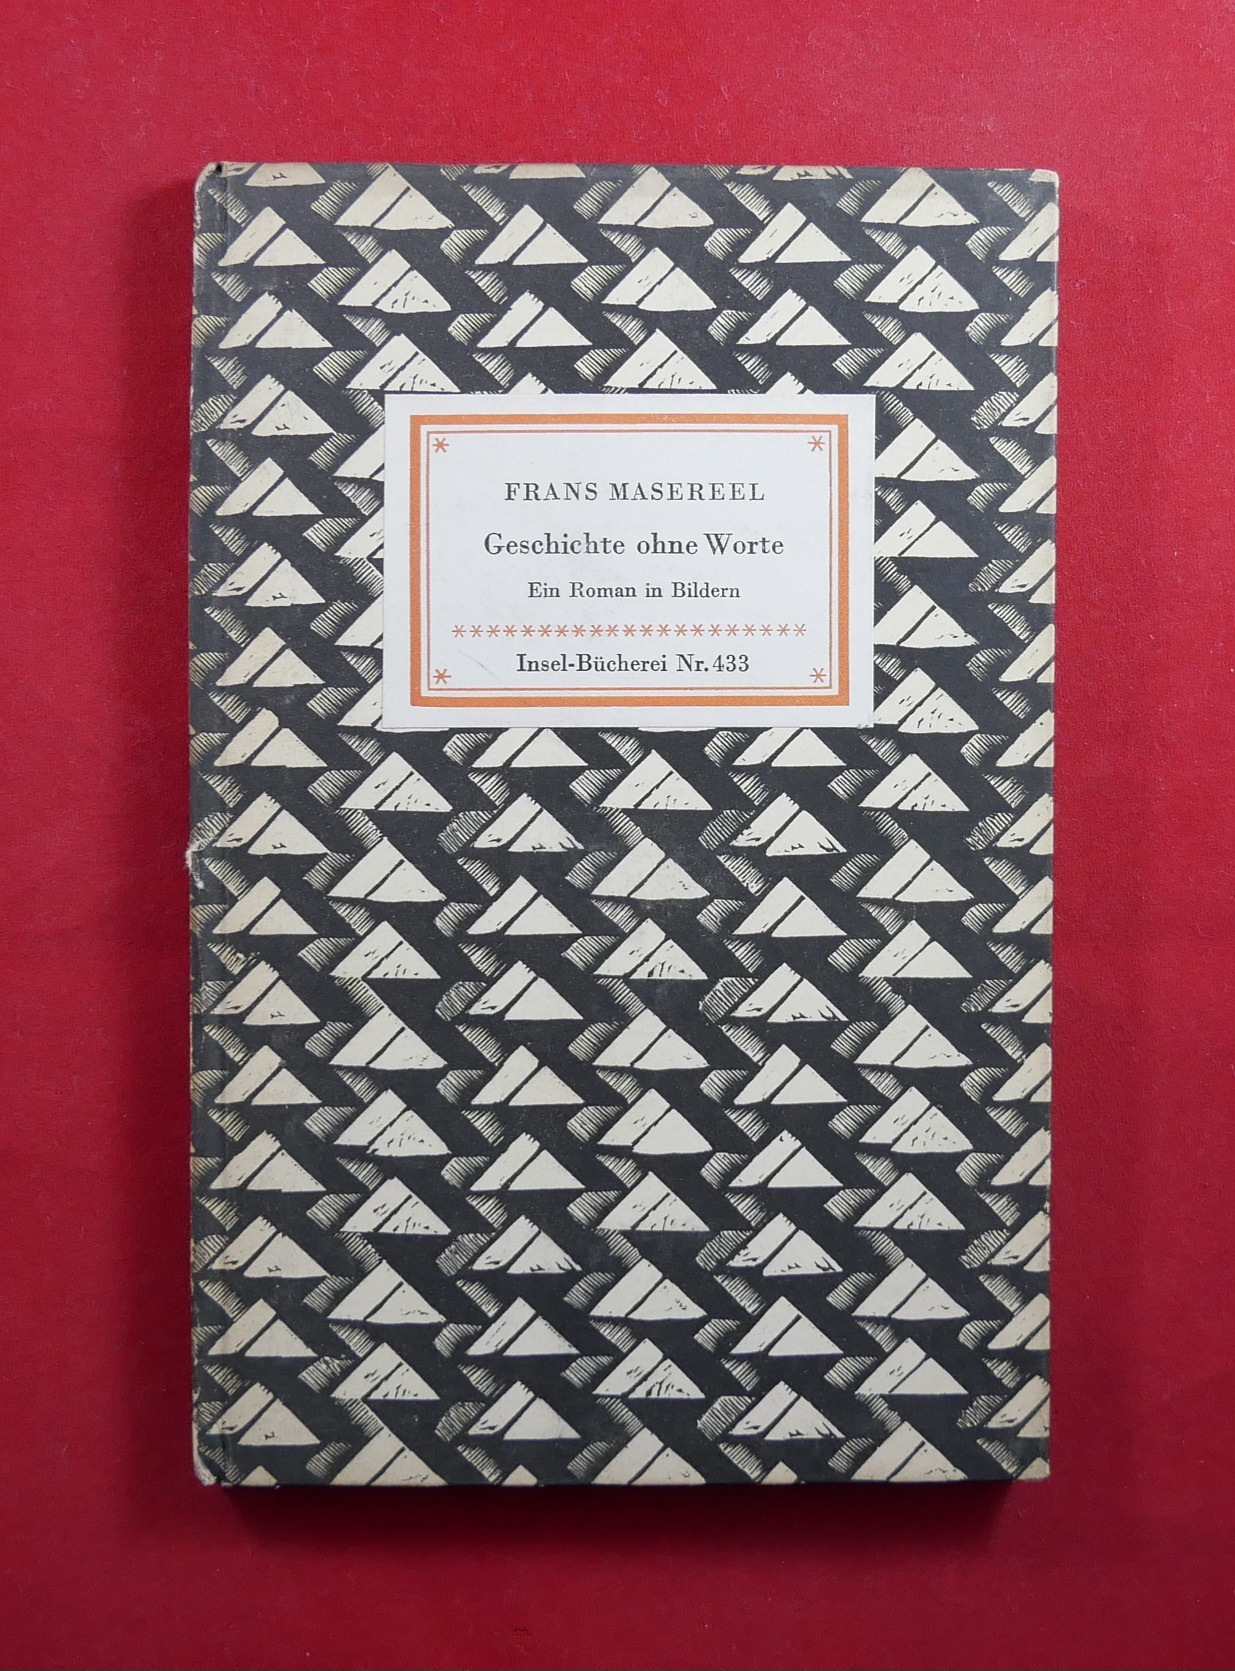 FRANS MASEREEL
Geschichte ohne Worte
Ein Roman in Bildern
Insel-Bücherei Nr. 433